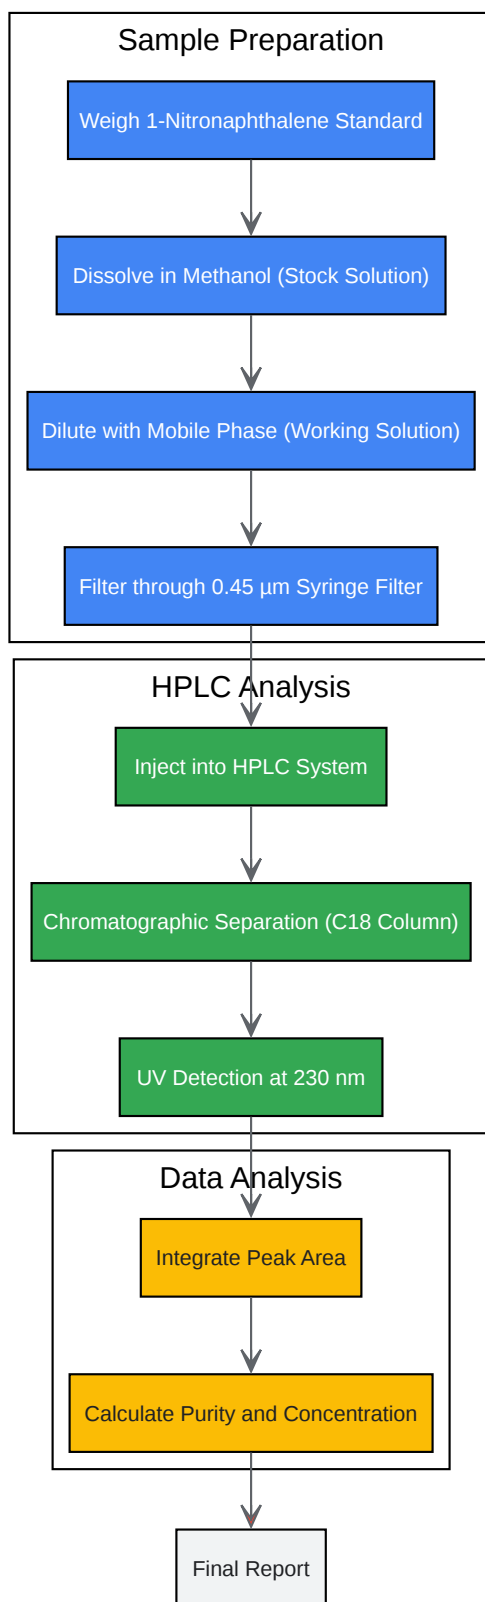 Sample Preparation
Weigh 1-Nitronaphthalene Standard
Dissolve in Methanol (Stock Solution)
Dilute with Mobile Phase (Working Solution)
Filter through 0.45 µm Syringe Filter
HPLC Analysis
Inject into HPLC System
Chromatographic Separation (C18 Column)
UV Detection at 230 nm
Data Analysis
Integrate Peak Area
Calculate Purity and Concentration
Final Report